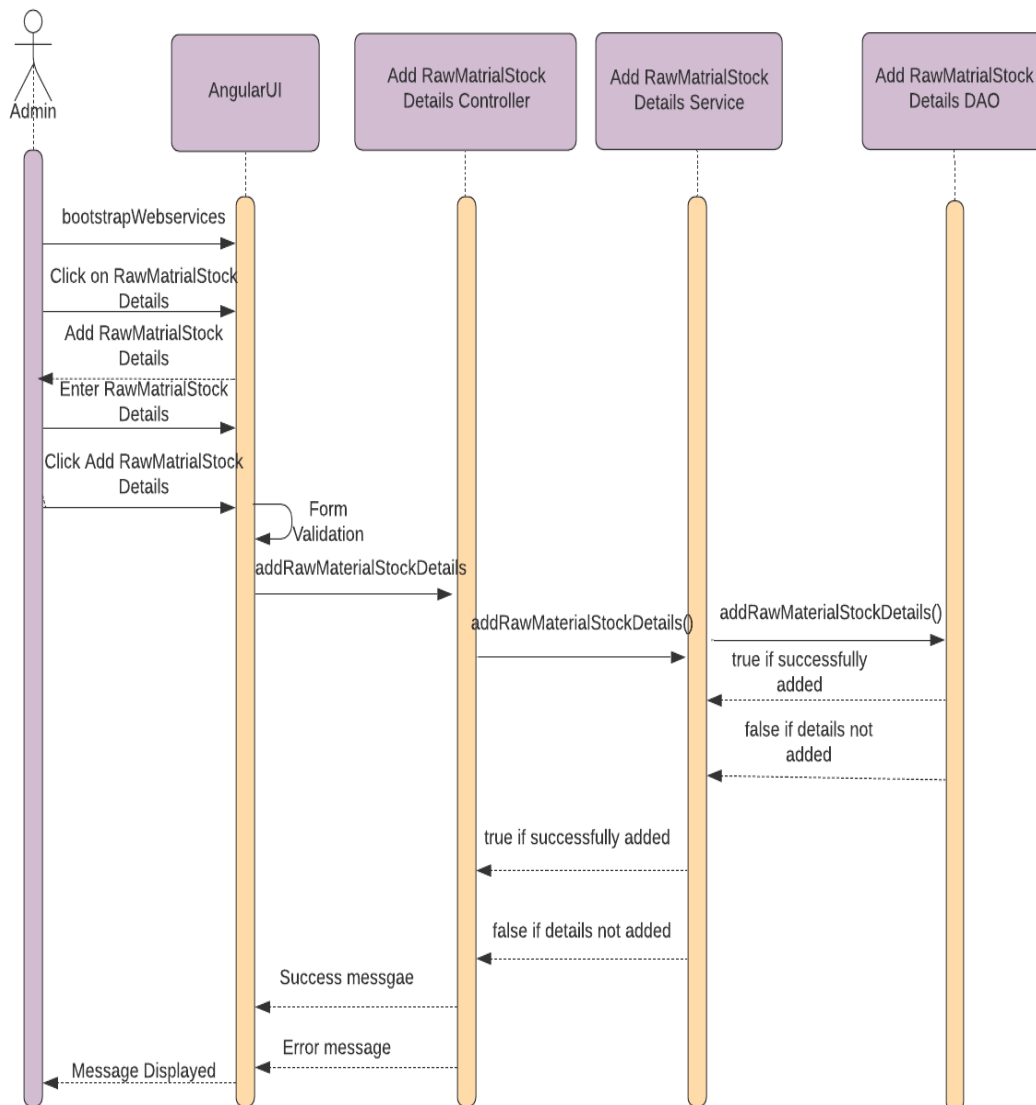 Admin
AngularUI
Add RawMatrialStock
Details Controller
Add RawMatrialStock
Details Service
Add RawMatrialStock
Details DAO
bootstrapWebservices
Click on RawMatrialStock
Details
Add RawMatrialStock
Details
Enter RawMatrialStock
Details
Click Add RawMatrialStock
Details
Form
Validation
addRawMaterialStockDetails
addRawMaterialStockDetails()
addRawMaterialStockDetails()
true if successfully
added
false if details not
added
true if successfully added
false if details not added
Success messgae
Error message
Message Displayed